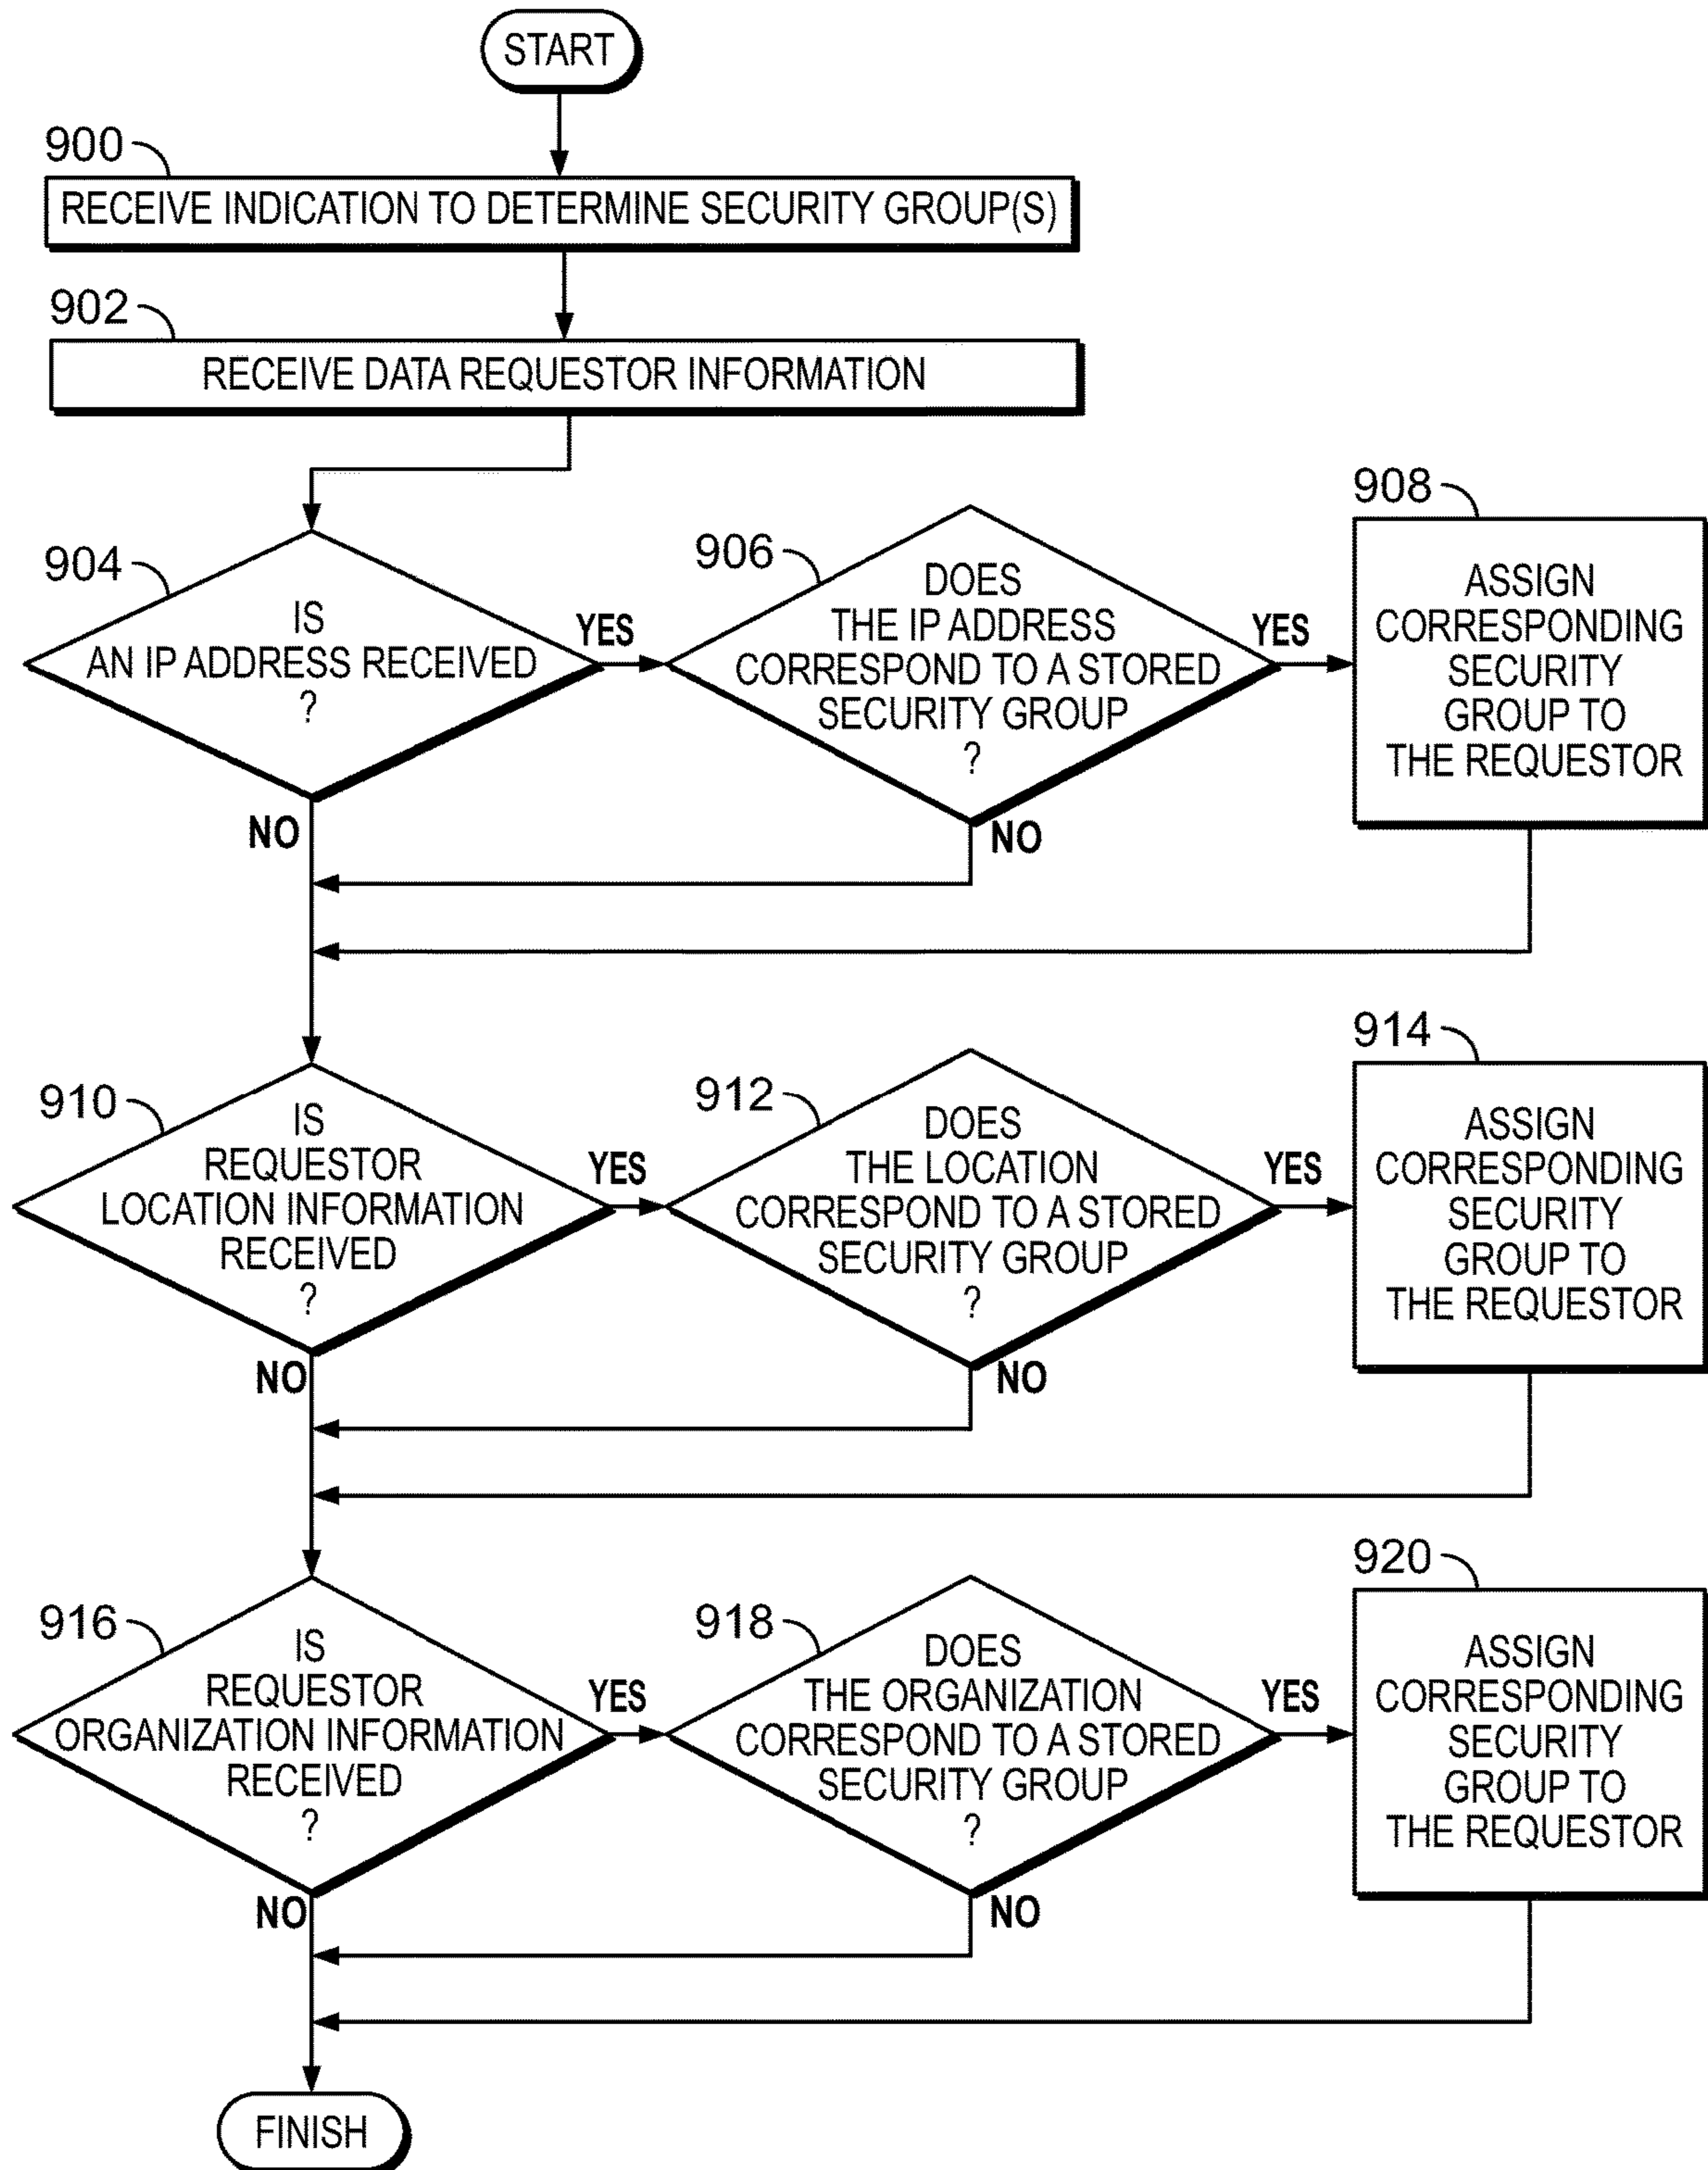 START
900
RECEIVE INDICATION TO DETERMINE SECURITY GROUP(S)
902
RECEIVE DATA REQUESTOR INFORMATION
904
IS
AN IP ADDRESS RECEIVED
?
YES
NO
906
DOES
THE IP ADDRESS
CORRESPOND TO A STORED
SECURITY GROUP
?
YES
NO
908
ASSIGN
CORRESPONDING
SECURITY
GROUP TO
THE REQUESTOR
910
IS
REQUESTOR
LOCATION INFORMATION
RECEIVED
?
YES
NO
912
DOES
THE LOCATION
CORRESPOND TO A STORED
SECURITY GROUP
?
YES
NO
914
ASSIGN
CORRESPONDING
SECURITY
GROUP TO
THE REQUESTOR
916
IS
REQUESTOR
ORGANIZATION INFORMATION
RECEIVED
?
YES
NO
918
DOES
THE ORGANIZATION
CORRESPOND TO A STORED
SECURITY GROUP
?
YES
NO
920
ASSIGN
CORRESPONDING
SECURITY
GROUP TO
THE REQUESTOR
FINISH